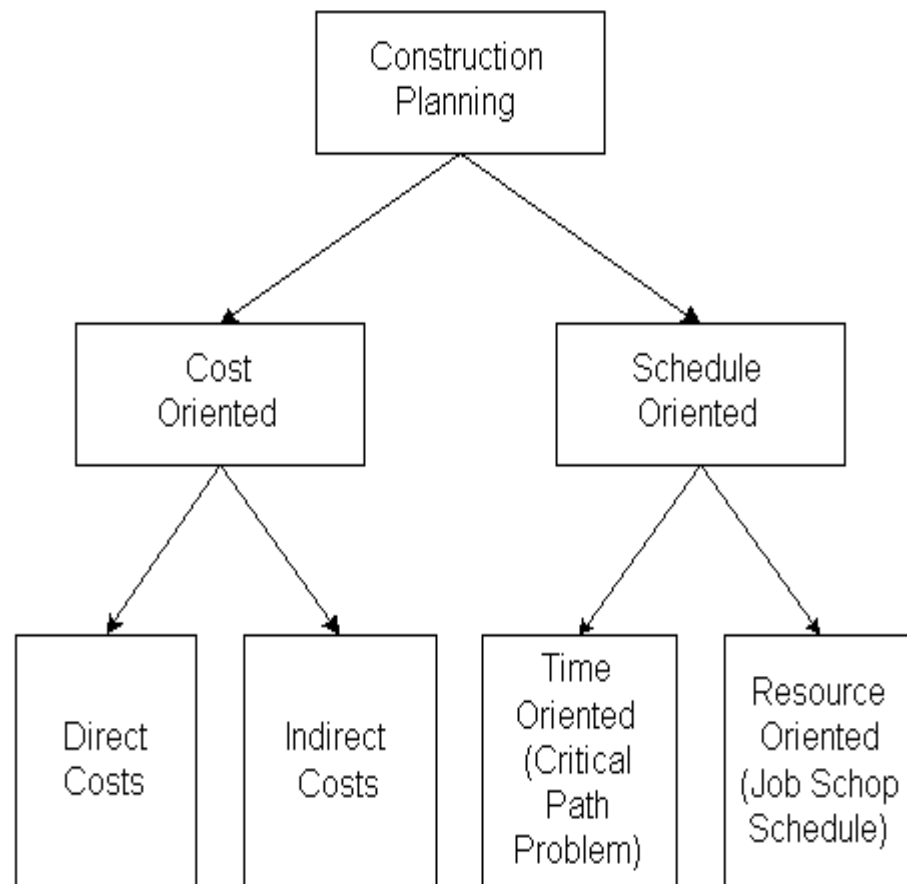 Construction
Planning
Cost
Oriented
Schedule
Oriented
Direct
Costs
Indirect
Costs
Time
Oriented
(Critical
Path
Problem)
Resource
Oriented
(Job Schop
Schedule)